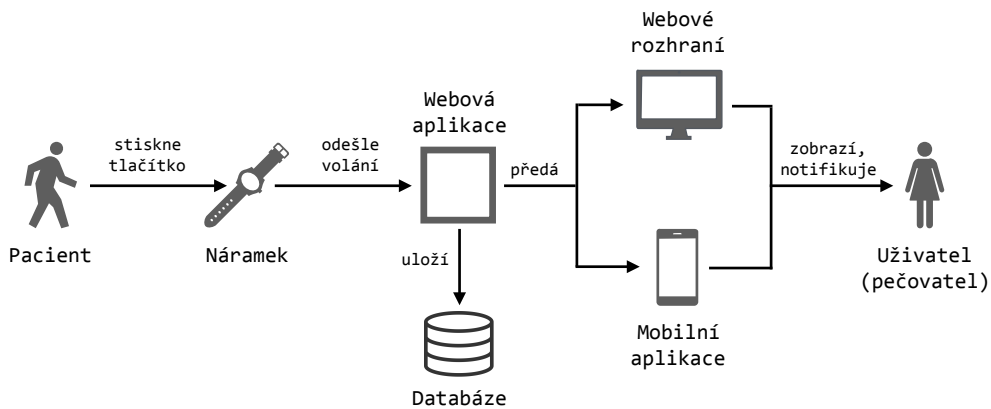 Webové
rozhraní
Webová
aplikace
stiskne
tlačítko
odešle
volání
předá
zobrazí,
notifikuje
Pacient
Náramek
uloží
Uživatel
(pečovatel)
Mobilní
aplikace
Databáze